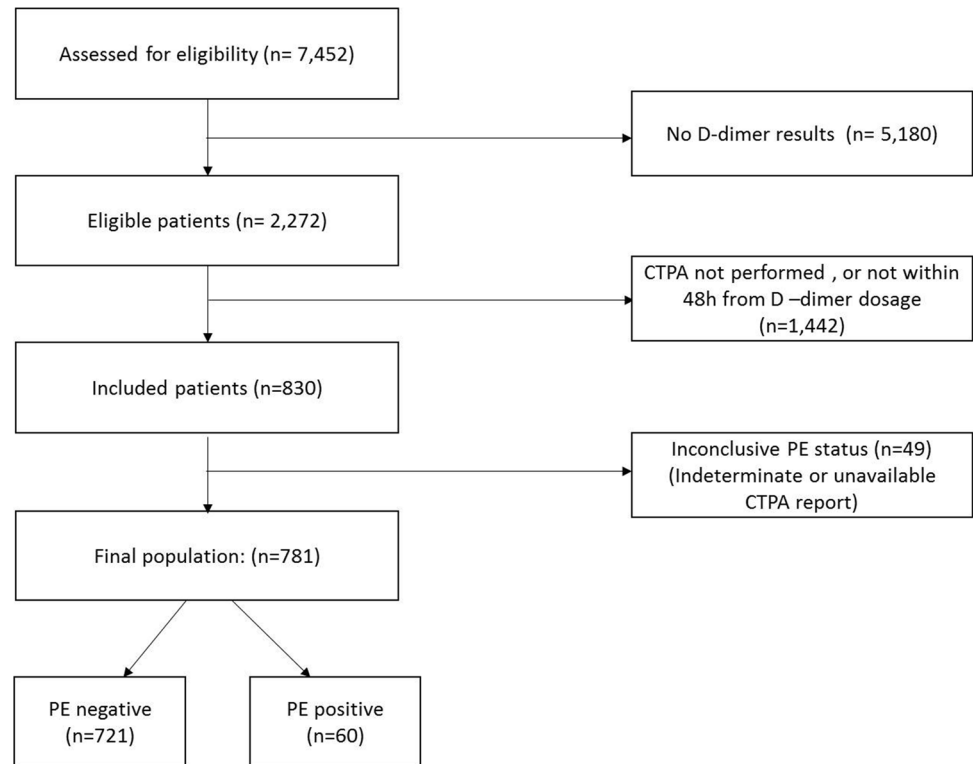 Assessed for eligibility (n= 7,452)
No D-dimer results  (n= 5,180)
Eligible patients (n= 2,272)
CTPA not performed , or not within
48h from D –dimer dosage
(n=1,442)
Included patients (n=830)
Inconclusive PE status (n=49)
(Indeterminate or unavailable
CTPA report)
Final population: (n=781)
PE negative
(n=721)
PE positive
(n=60)